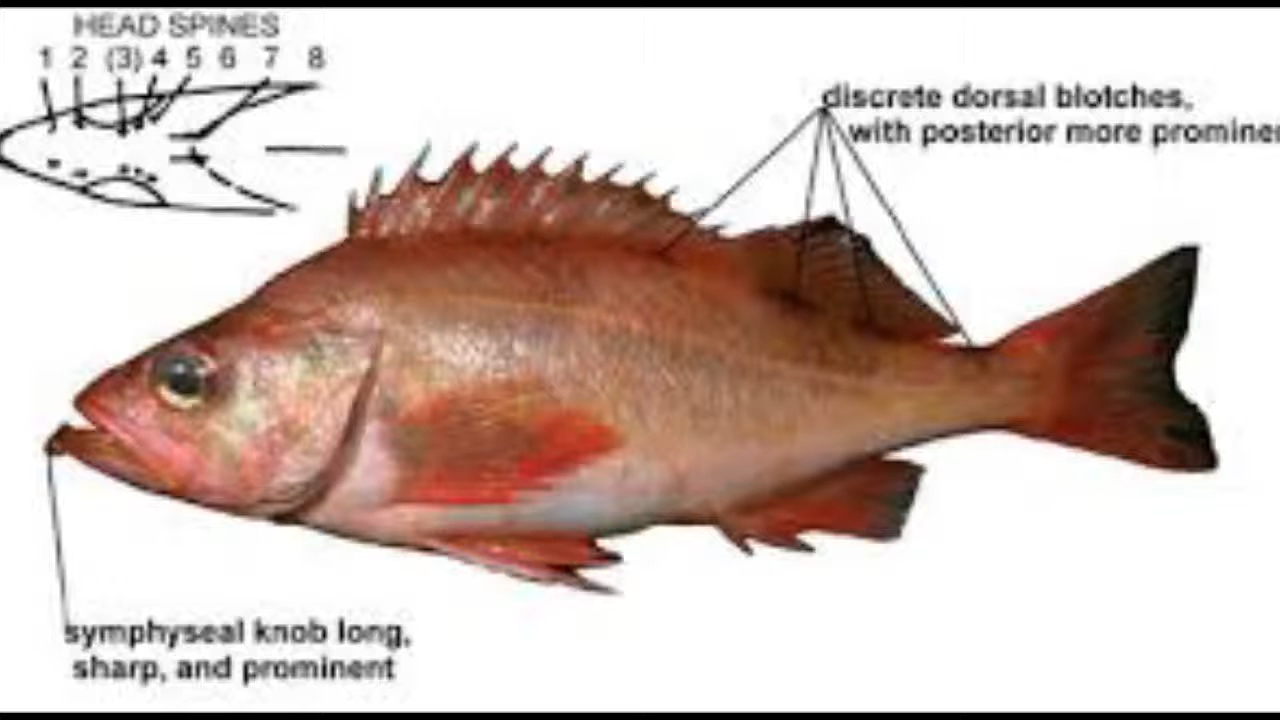 HEAD SPINES
1 2 (3) 4 5 6 7 8
discrete dorsal blotches,
with posterior more
symphyseal knob long,
sharp, and prominent